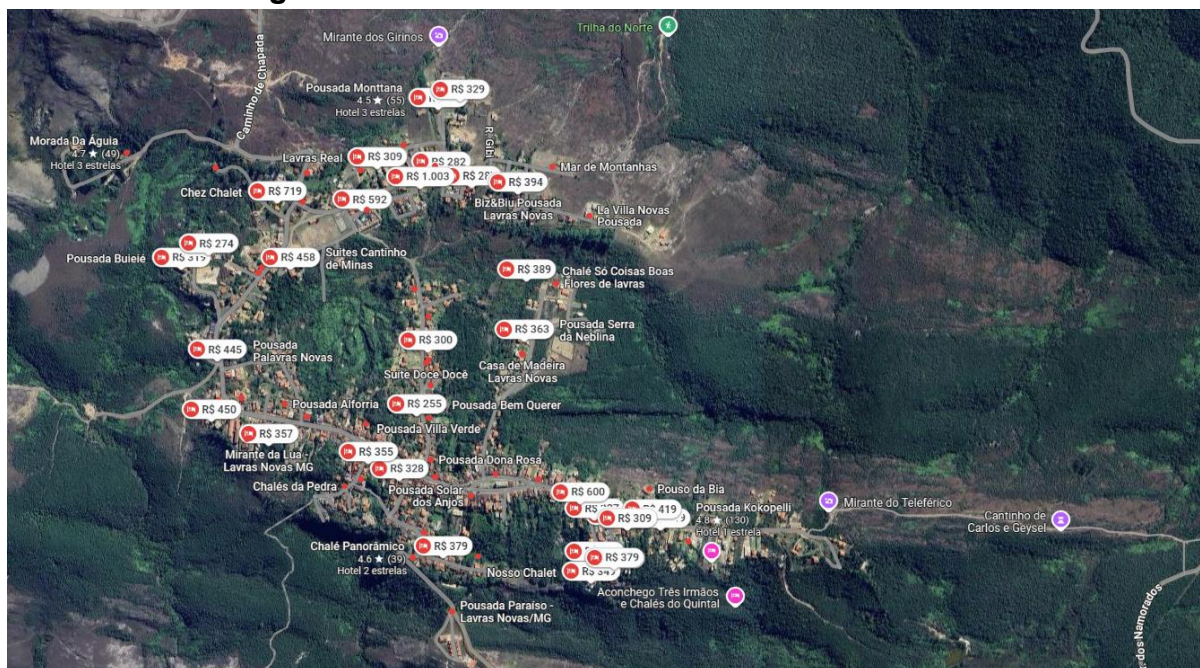 Trilha do Norte
Mirante dos Girinos
Pousada Monttana
4.5 ★ (55)
Hotel 3 estrelas
R$ 329
Caminho de Chapada
R. Gibi
Morada Da Águia
4.7 ★ (49)
Hotel 3 estrelas
Lavras Real
R$ 309
R$ 282
R$ 1.003
R$ 394
Mar de Montanhas
Chez Chalet
R$ 719
R$ 592
Biz&Biu Pousada
Lavras Novas
La Villa Novas
Pousada
R$ 274
Pousada Buieié
R$ 319
R$ 458
Suítes Cantinho
de Minas
R$ 389
Chalé Só Coisas Boas
Flores de lavras
R$ 300
R$ 363
Pousada Serra
da Neblina
R$ 445
Pousada
Palavras Novas
Casa de Madeira
Lavras Novas
Suite Doce Docê
R$ 255
Pousada Bem Querer
R$ 450
Pousada Alforria
Pousada Villa Verde
R$ 357
Mirante da Lua -
Lavras Novas MG
R$ 355
R$ 328
Pousada Dona Rosa
Chalés da Pedra
Pousada Solar
dos Anjos
R$ 600
Pouso da Bia
R$ 419
R$ 309
Pousada Kokopelli
4.8 ★ (130)
Hotel 1 estrela
Mirante do Teleférico
Cantinho de
Carlos e Geysel
Chalé Panorâmico
4.6 ★ (39)
Hotel 2 estrelas
R$ 379
Nosso Chalet
R$ 379
R$ 349
Aconchego Três Irmãos
e Chalés do Quintal
Pousada Paraíso -
Lavras Novas/MG
dos Namorados